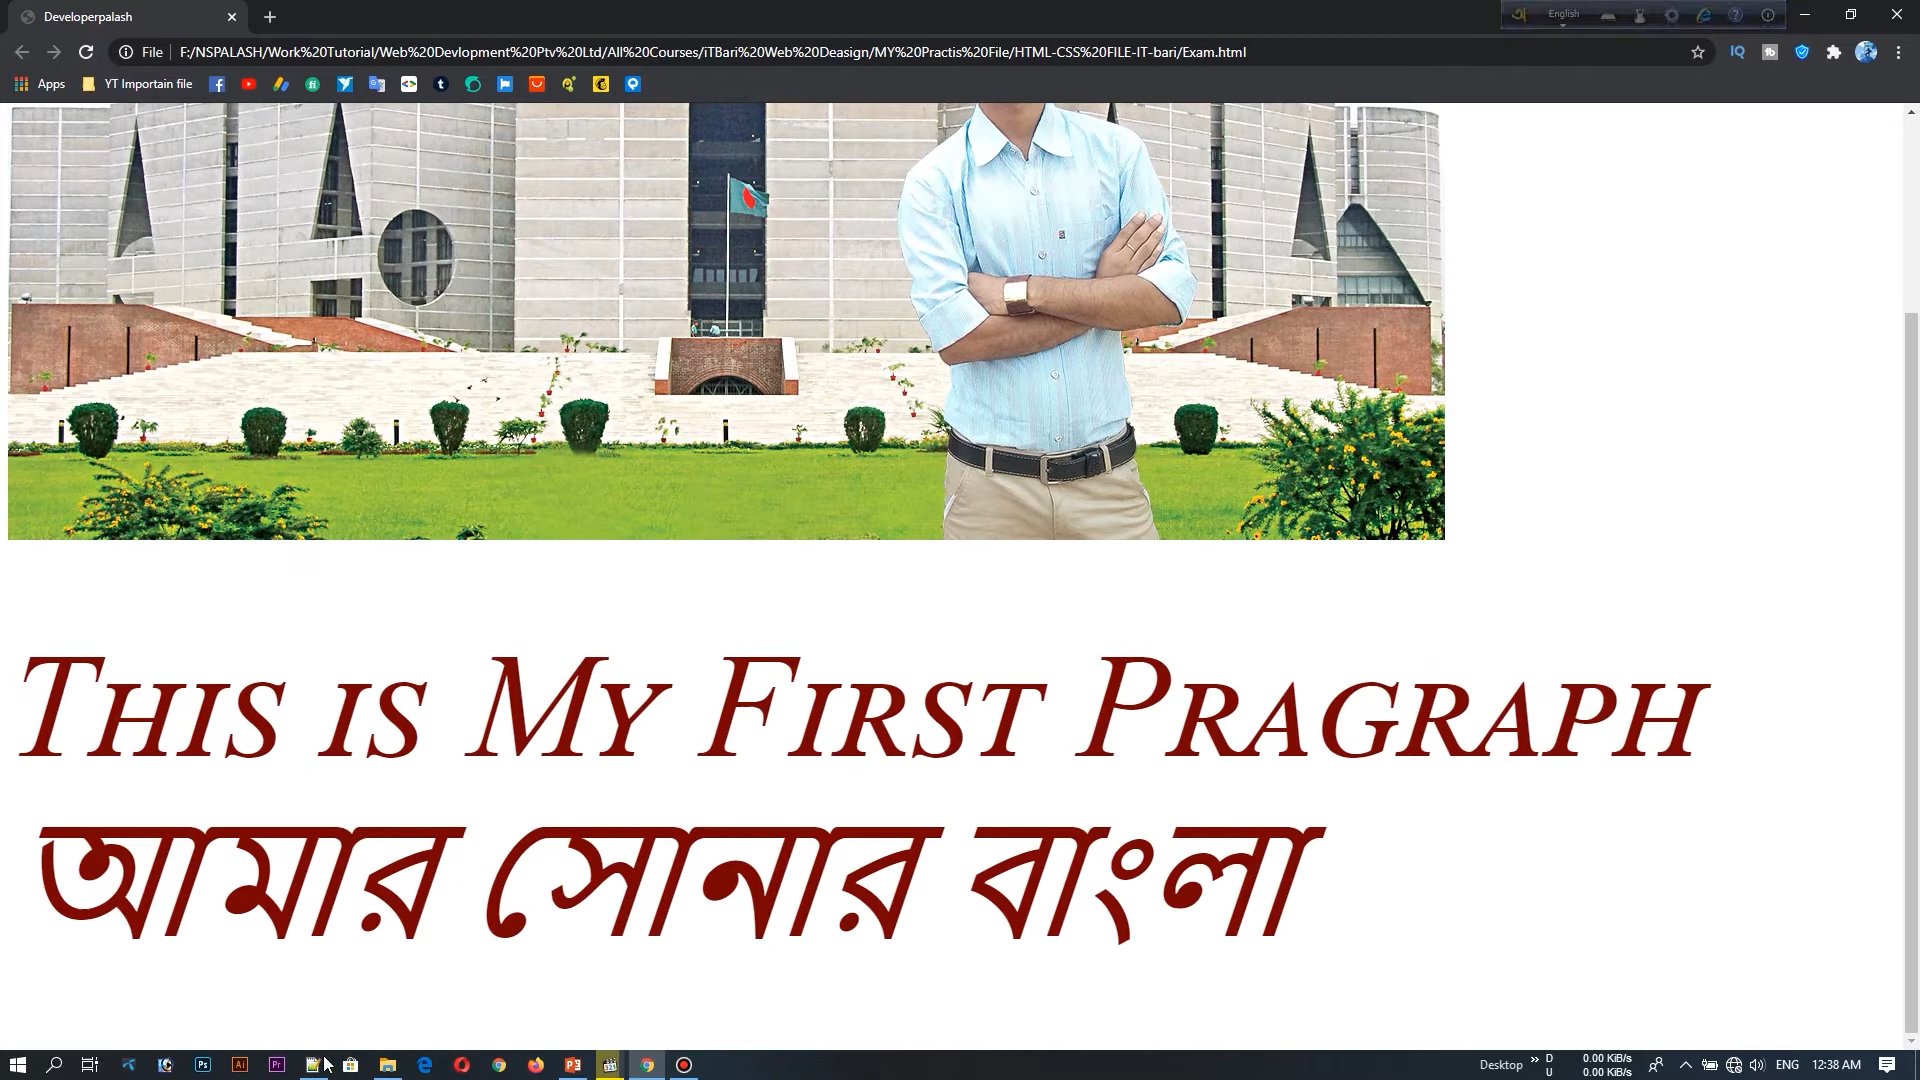 Developerpalash
English
File
F:/NSPALASH/Work%20Tutorial/Web%20Devlopment%20Ptv%20Ltd/All%20Courses/iTBari%20Web%20Deasign/MY%20Practis%20File/HTML-CSS%20FILE-IT-bari/Exam.html
Apps
YT Importain file
This is My First Pragraph
আমার সোনার বাংলা
Desktop
D 0.00 KiB/s
U 0.00 KiB/s
ENG
12:38 AM